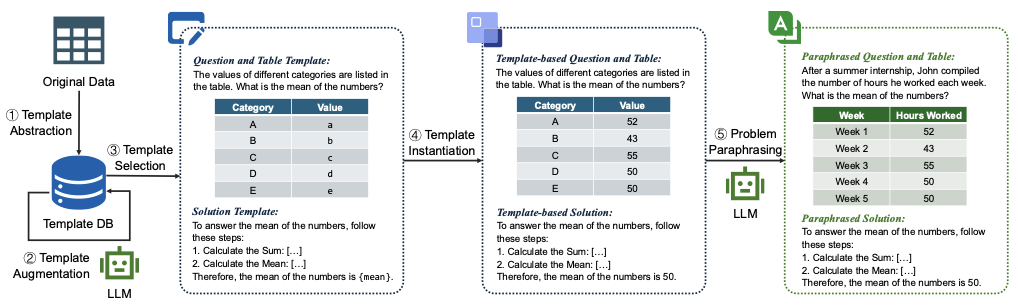 Original Data
① Template
Abstraction
Template DB
② Template
Augmentation
LLM
③ Template
Selection
Question and Table Template:
The values of different categories are listed in
the table. What is the mean of the numbers?
Category Value
A a
B b
C c
D d
E e
Solution Template:
To answer the mean of the numbers, follow
these steps:
1. Calculate the Sum: […]
2. Calculate the Mean: […]
Therefore, the mean of the numbers is {mean}.
④ Template
Instantiation
Template-based Question and Table:
The values of different categories are listed in
the table. What is the mean of the numbers?
Category Value
A 52
B 43
C 55
D 50
E 50
Template-based Solution:
To answer the mean of the numbers, follow
these steps:
1. Calculate the Sum: […]
2. Calculate the Mean: […]
Therefore, the mean of the numbers is 50.
⑤ Problem
Paraphrasing
LLM
A
Paraphrased Question and Table:
After a summer internship, John compiled
the number of hours he worked each week.
What is the mean of the numbers?
Week Hours Worked
Week 1 52
Week 2 43
Week 3 55
Week 4 50
Week 5 50
Paraphrased Solution:
To answer the mean of the numbers, follow
these steps:
1. Calculate the Sum: […]
2. Calculate the Mean: […]
Therefore, the mean of the numbers is 50.